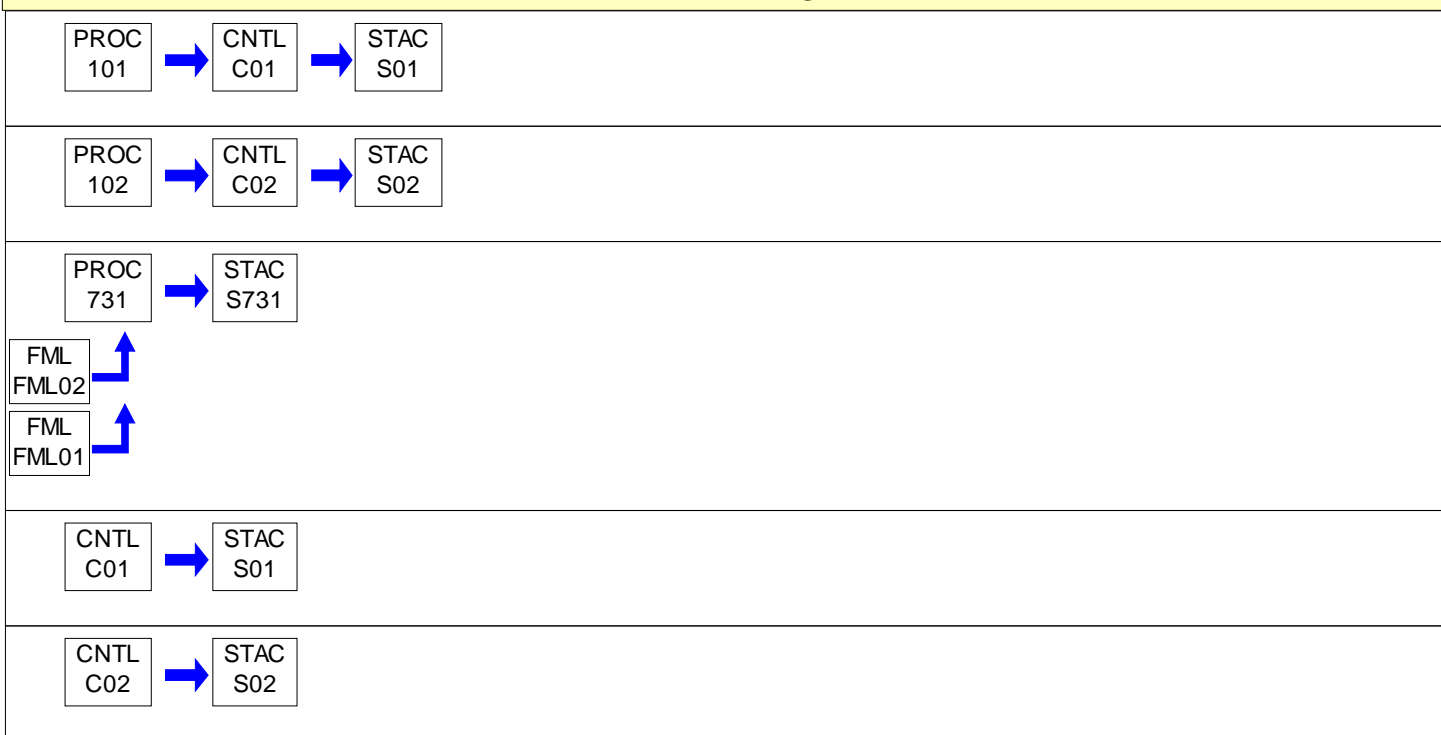 PROC
101
CNTL
C01
STAC
S01
PROC
102
CNTL
C02
STAC
S02
PROC
731
STAC
S731
FML
FML02
FML
FML01
CNTL
C01
STAC
S01
CNTL
C02
STAC
S02